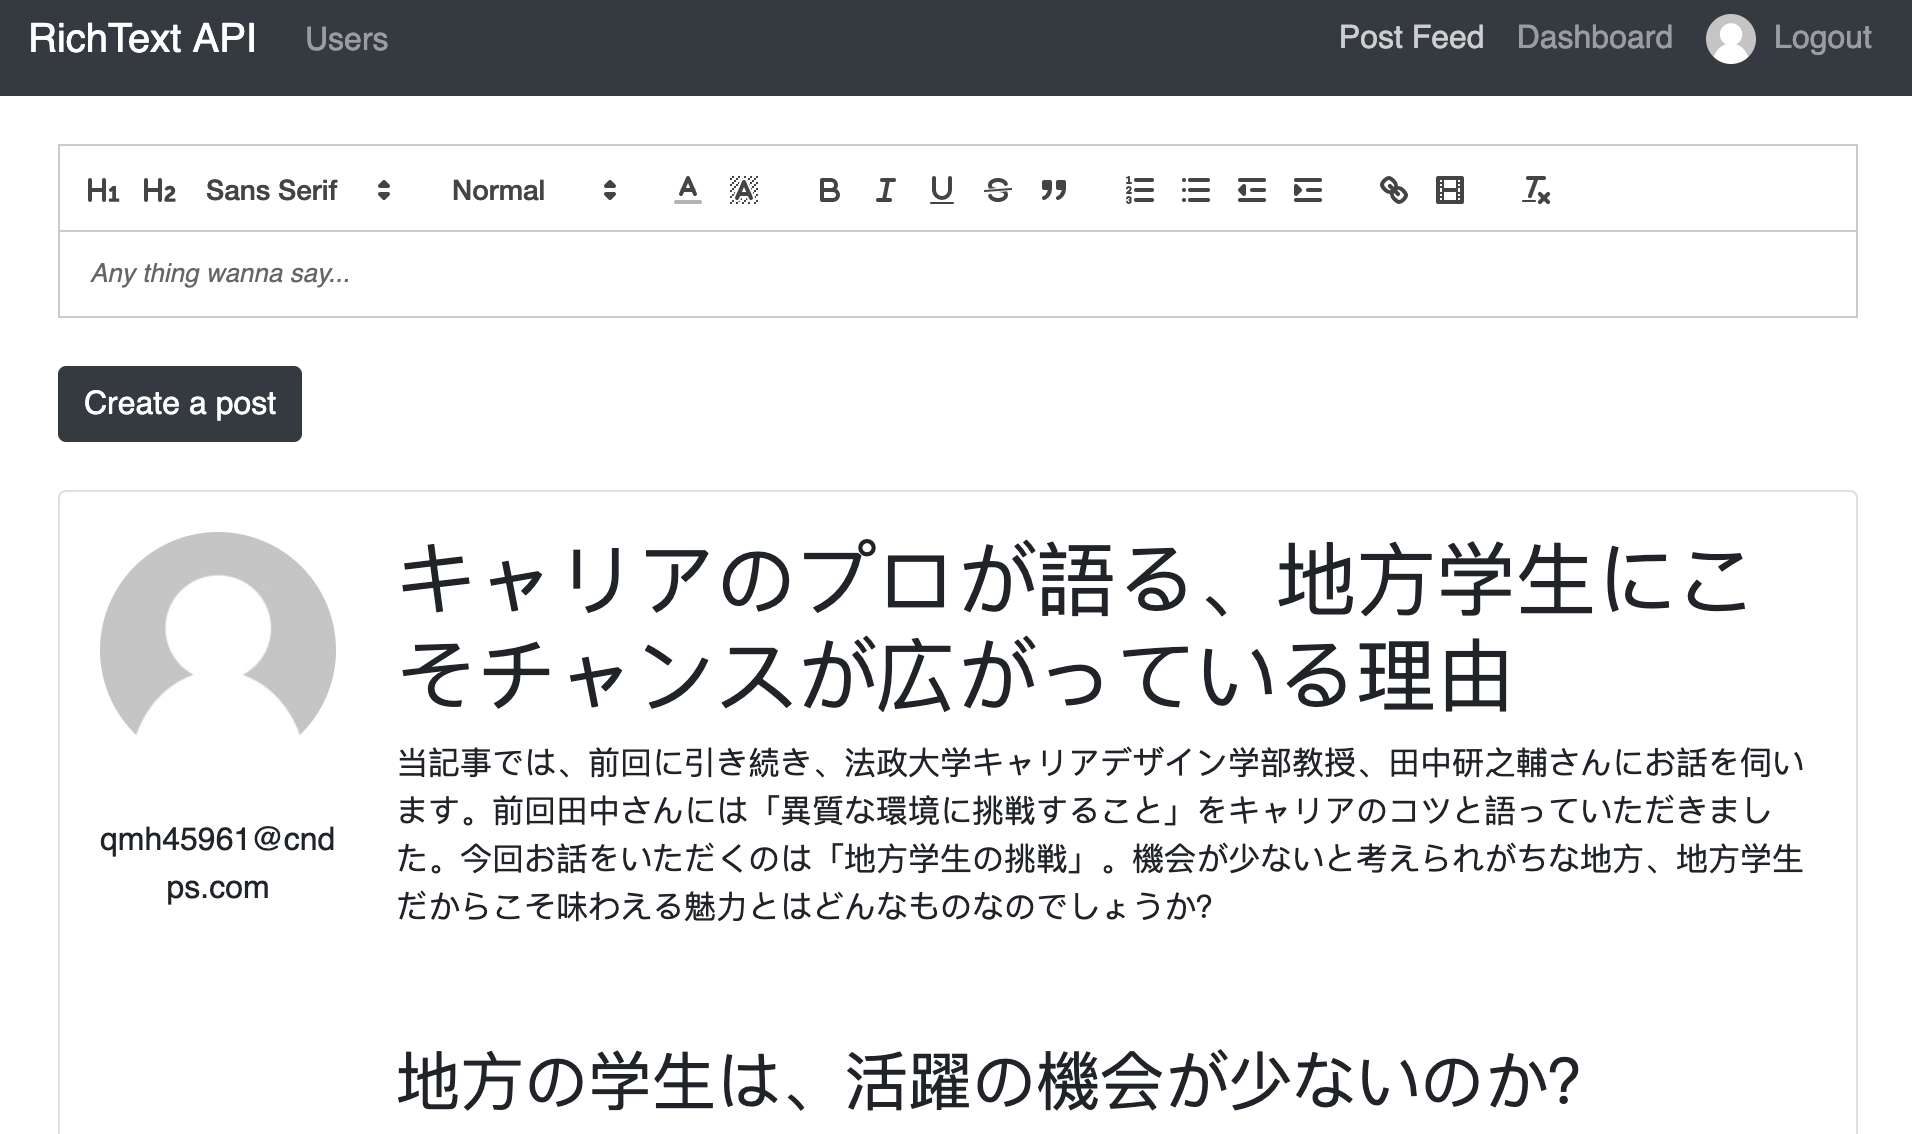 RichText API Users Post Feed Dashboard Logout
H1 H2 Sans Serif Normal A A B I U S
Any thing wanna say...
Create a post
キャリアのプロが語る、地方学生にこ
そチャンスが広がっている理由
当記事では、前回に引き続き、法政大学キャリアデザイン学部教授、田中研之輔さんにお話を伺い
ます。前回田中さんには「異質な環境に挑戦すること」をキャリアのコツと語っていただきまし
た。今回お話をいただくのは「地方学生の挑戦」。機会が少ないと考えられがちな地方、地方学生
だからこそ味わえる魅力とはどんなものなのでしょうか?
qmh45961@cnd
ps.com
地方の学生は、活躍の機会が少ないのか?